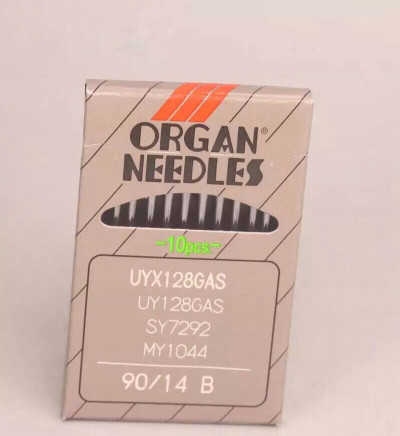 ORGAN®
NEEDLES
-10pcs.-
UYX128GAS
UY128GAS
SY7292
MY1044
90/14 B